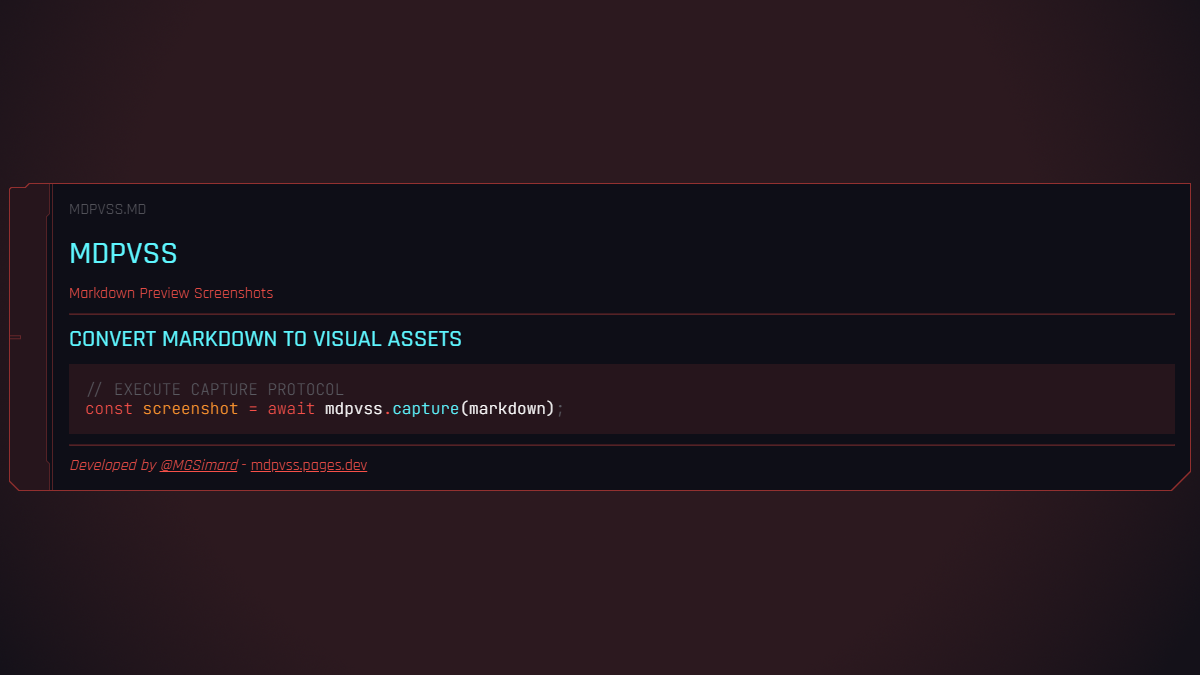 MDPVSS.MD
MDPVSS
Markdown Preview Screenshots
CONVERT MARKDOWN TO VISUAL ASSETS
// EXECUTE CAPTURE PROTOCOL
const screenshot = await mdpvss.capture(markdown);
Developed by @MGSimard - mdpvss.pages.dev